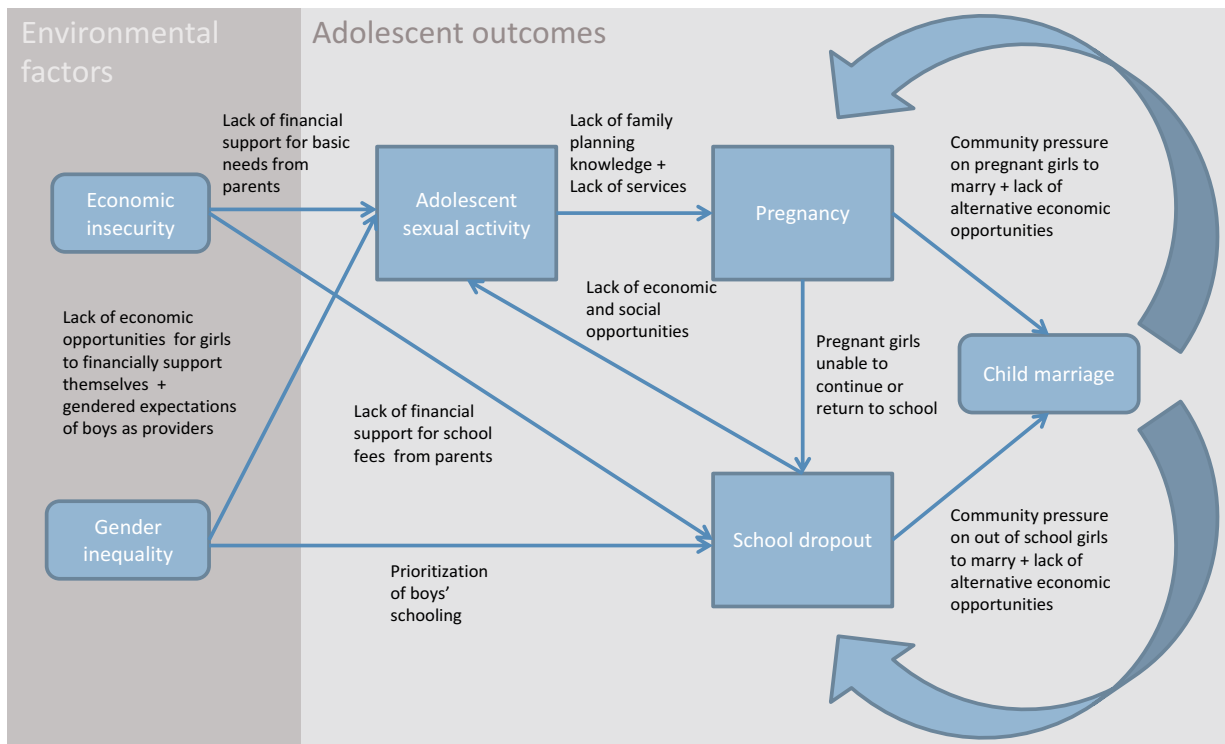 Environmental
factors
Adolescent outcomes
Lack of financial
support for basic
needs from
parents
Lack of family
planning
knowledge +
Lack of services
Community pressure
on pregnant girls to
marry + lack of
alternative economic
opportunities
Economic
insecurity
Adolescent
sexual activity
Pregnancy
Lack of economic
and social
opportunities
Lack of economic
opportunities for girls
to financially support
themselves +
gendered expectations
of boys as providers
Pregnant girls
unable to
continue or
return to school
Child marriage
Lack of financial
support for school
fees from parents
Gender
inequality
School dropout
Community pressure
on out of school girls
to marry + lack of
alternative economic
opportunities
Prioritization
of boys'
schooling